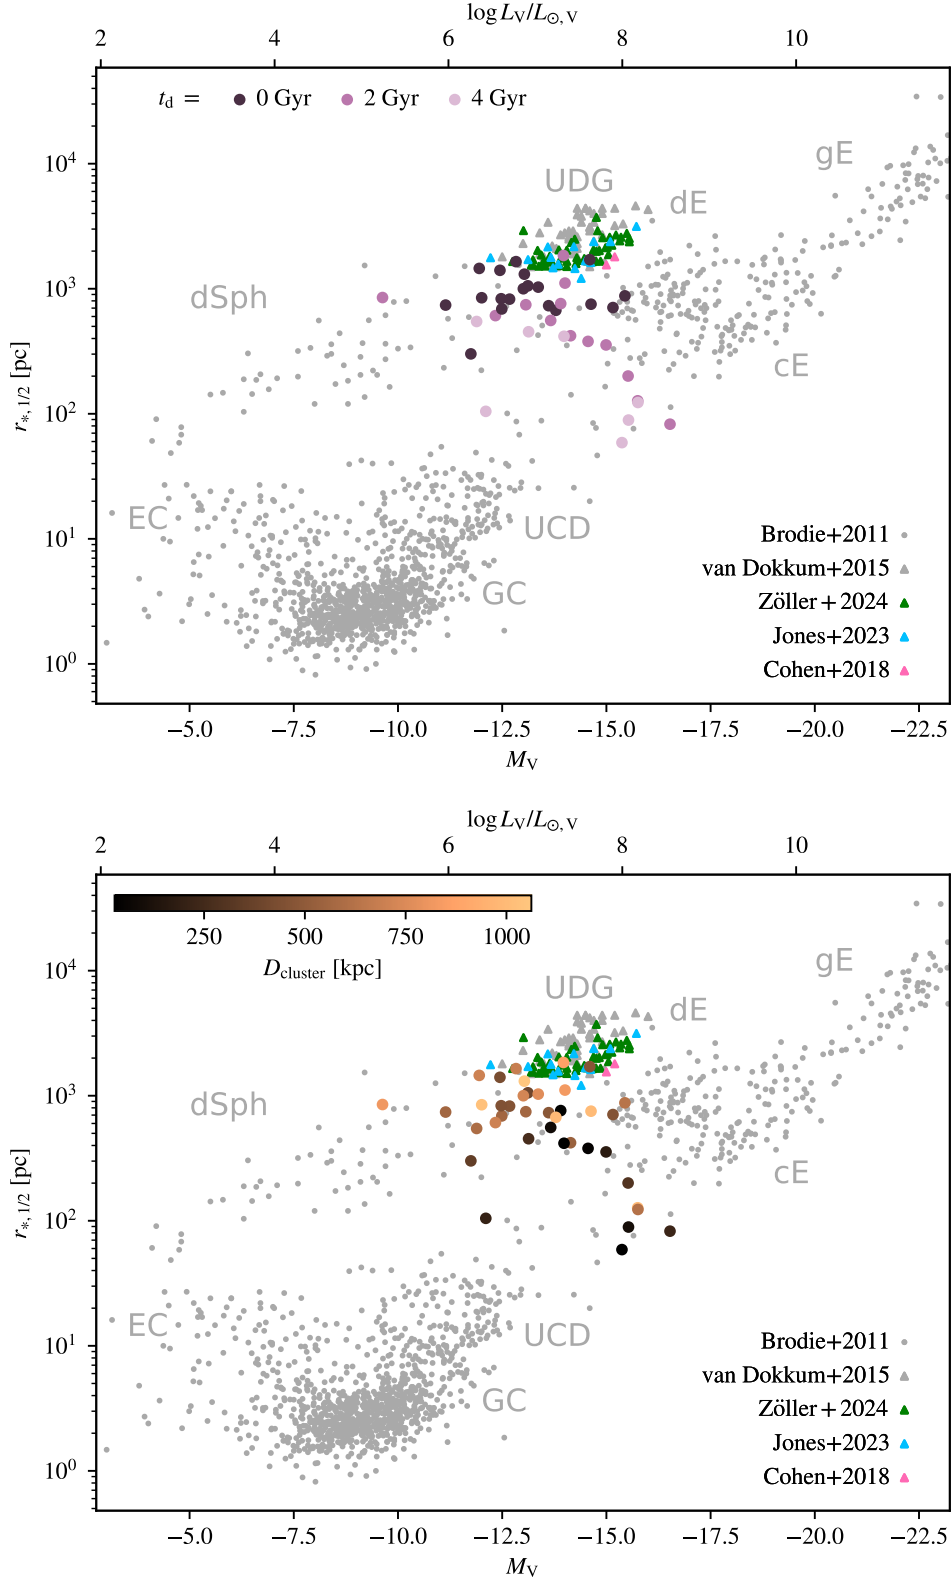 log L_V/L_⊙,V
2 4 6 8 10
t_d = 0 Gyr 2 Gyr 4 Gyr
gE
10^4
UDG
dE
dSph
10^3
cE
r_*,1/2 [pc]
10^2
EC
UCD
Brodie+2011
10^1
van Dokkum+2015
GC
Zöller+2024
Jones+2023
10^0
Cohen+2018
−5.0 −7.5 −10.0 −12.5 −15.0 −17.5 −20.0 −22.5
M_V
log L_V/L_⊙,V
2 4 6 8 10
250 500 750 1000
D_cluster [kpc]
gE
10^4
UDG
dE
dSph
10^3
cE
r_*,1/2 [pc]
10^2
EC
UCD
Brodie+2011
10^1
van Dokkum+2015
GC
Zöller+2024
Jones+2023
10^0
Cohen+2018
−5.0 −7.5 −10.0 −12.5 −15.0 −17.5 −20.0 −22.5
M_V